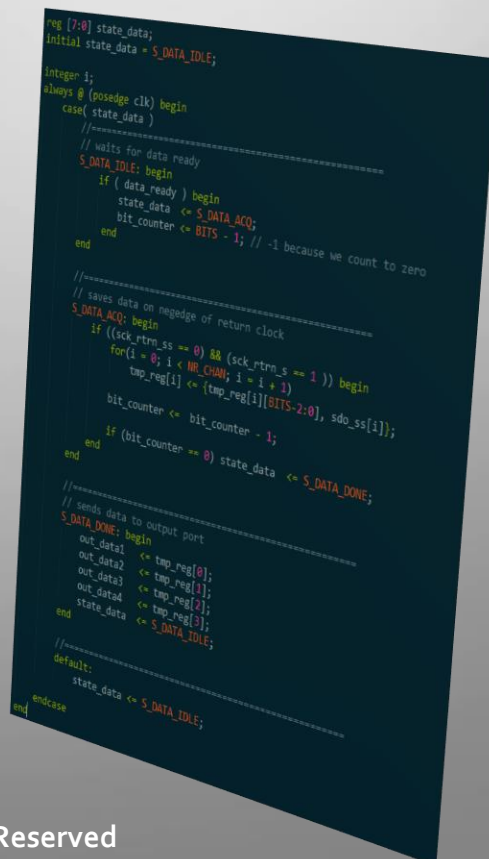 reg [7:0] state_data;
initial state_data = S_DATA_IDLE;
integer i;
always @ (posedge clk) begin
case( state_data )
//==================================================
// waits for data ready
S_DATA_IDLE: begin
if ( data_ready ) begin
state_data <= S_DATA_ACQ;
bit_counter <= BITS - 1; // -1 because we count to zero
end
end
//==================================================
// saves data on negedge of return clock
S_DATA_ACQ: begin
if ((sck_rtrn_ss == 0) && (sck_rtrn_s == 1 )) begin
for(i = 0; i < NR_CHAN; i = i + 1)
tmp_reg[i] <= {tmp_reg[i][BITS-2:0], sdo_ss[i]};
bit_counter <= bit_counter - 1;
if (bit_counter == 0) state_data <= S_DATA_DONE;
end
end
//==================================================
// sends data to output port
S_DATA_DONE: begin
out_data1 <= tmp_reg[0];
out_data2 <= tmp_reg[1];
out_data3 <= tmp_reg[2];
out_data4 <= tmp_reg[3];
state_data <= S_DATA_IDLE;
end
//==================================================
default:
state_data <= S_DATA_IDLE;
endcase
end
Reserved